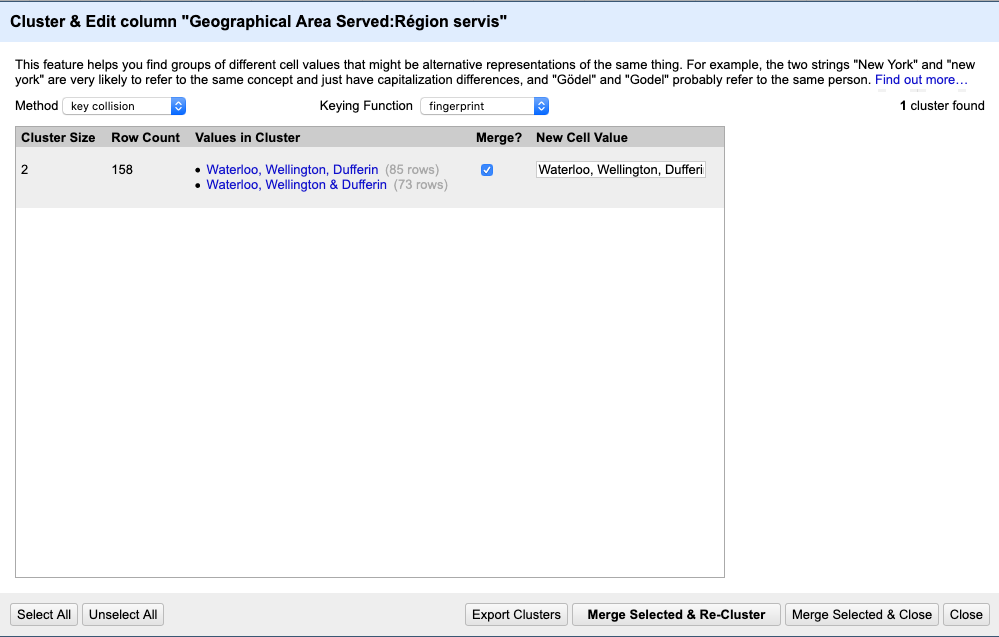 Cluster & Edit column "Geographical Area Served:Région servis"
This feature helps you find groups of different cell values that might be alternative representations of the same thing. For example, the two strings "New York" and "new
york" are very likely to refer to the same concept and just have capitalization differences, and "Gödel" and "Godel" probably refer to the same person. Find out more…
Method key collision Keying Function fingerprint 1 cluster found
Cluster Size Row Count Values in Cluster Merge? New Cell Value
2 158 • Waterloo, Wellington, Dufferin (85 rows) Waterloo, Wellington, Dufferi
• Waterloo, Wellington & Dufferin (73 rows)
Select All Unselect All Export Clusters Merge Selected & Re-Cluster Merge Selected & Close Close